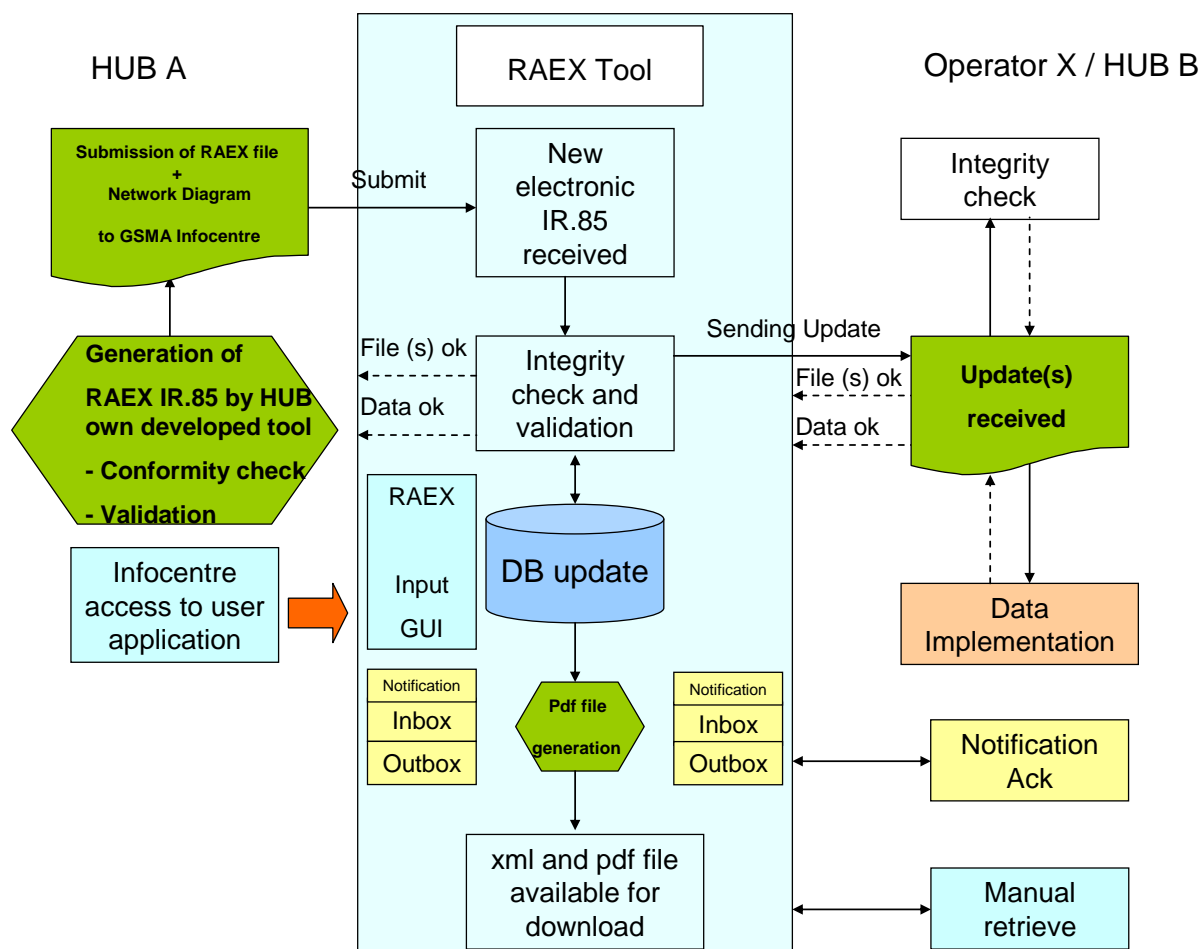 HUB A
RAEX Tool
Operator X / HUB B
Submission of RAEX file
+
Network Diagram
to GSMA Infocentre
Submit
New
electronic
IR.85
received
Integrity
check
Generation of
RAEX IR.85 by HUB
own developed tool
- Conformity check
- Validation
File (s) ok
Data ok
Integrity
check and
validation
Sending Update
File (s) ok
Data ok
Update(s)
received
Infocentre
access to user
application
RAEX
Input
GUI
DB update
Data
Implementation
Notification
Inbox
Outbox
Pdf file
generation
Notification
Inbox
Outbox
Notification
Ack
xml and pdf file
available for
download
Manual
retrieve